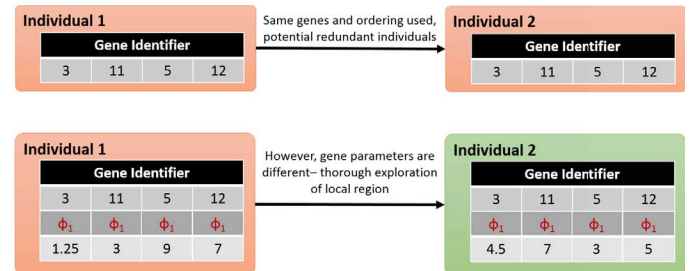 Individual 1
Gene Identifier
3 11 5 12
Same genes and ordering used,
potential redundant individuals
Individual 2
Gene Identifier
3 11 5 12
Individual 1
Gene Identifier
3 11 5 12
ϕ₁ ϕ₁ ϕ₁ ϕ₁
1.25 3 9 7
However, gene parameters are
different– thorough exploration
of local region
Individual 2
Gene Identifier
3 11 5 12
ϕ₁ ϕ₁ ϕ₁ ϕ₁
4.5 7 3 5